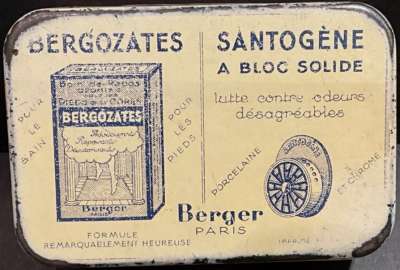 BERGOZATES
POUR
LE
BAIN
BERGOZATES
Berger
PARIS
POUR
LES
PIEDS
FORMULE
REMARQUABLEMENT HEUREUSE
SANTOGÈNE
A BLOC SOLIDE
lutte contre odeurs
désagréables
PORCELAINE
ET CHROME
Berger
PARIS